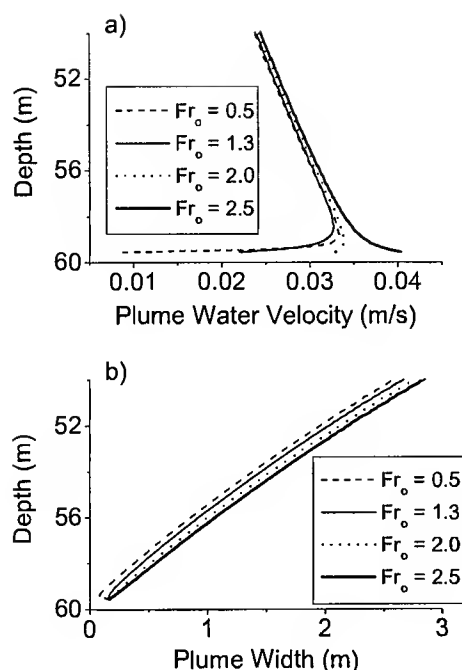 a)
52
56
60
Depth (m)
Fr_o = 0.5
Fr_o = 1.3
Fr_o = 2.0
Fr_o = 2.5
0.01 0.02 0.03 0.04
Plume Water Velocity (m/s)
b)
52
56
60
Depth (m)
Fr_o = 0.5
Fr_o = 1.3
Fr_o = 2.0
Fr_o = 2.5
0 1 2 3
Plume Width (m)